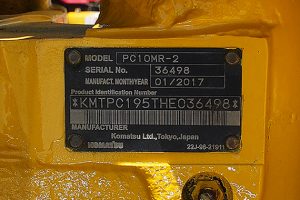 MODEL PC10MR-2
SERIAL No. 36498
MANUFACT. MONTH/YEAR 01/2017
Product Identification Number
*KMTPC195THE036498*
MANUFACTURER
Komatsu Ltd.,Tokyo,Japan
KOMATSU 22J-98-21911